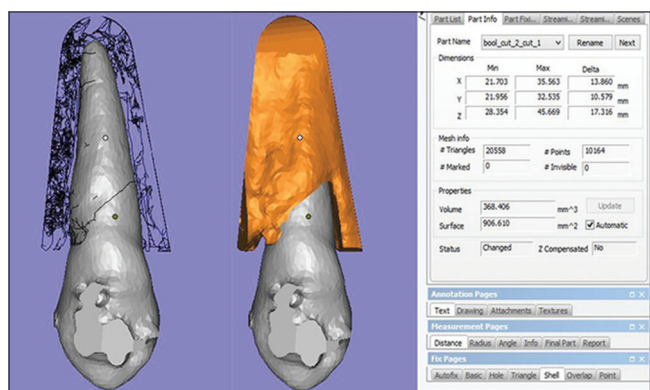 Part List Part Info Part Fixi... Streami... Streami... Scenes
Part Name bool_cut_2_cut_1 Rename Next
Dimensions
Min Max Delta
X 21.703 35.563 13.860 mm
Y 21.956 32.535 10.579 mm
Z 28.354 45.669 17.316 mm
Mesh info
# Triangles 20558 # Points 10164
# Marked 0 # Invisible 0
Properties
Volume 368.406 mm^3 Update
Surface 906.610 mm^2 Automatic
Status Changed Z Compensated No
Annotation Pages
Text Drawing Attachments Textures
Measurement Pages
Distance Radius Angle Info Final Part Report
Fix Pages
Autofix Basic Hole Triangle Shell Overlap Point